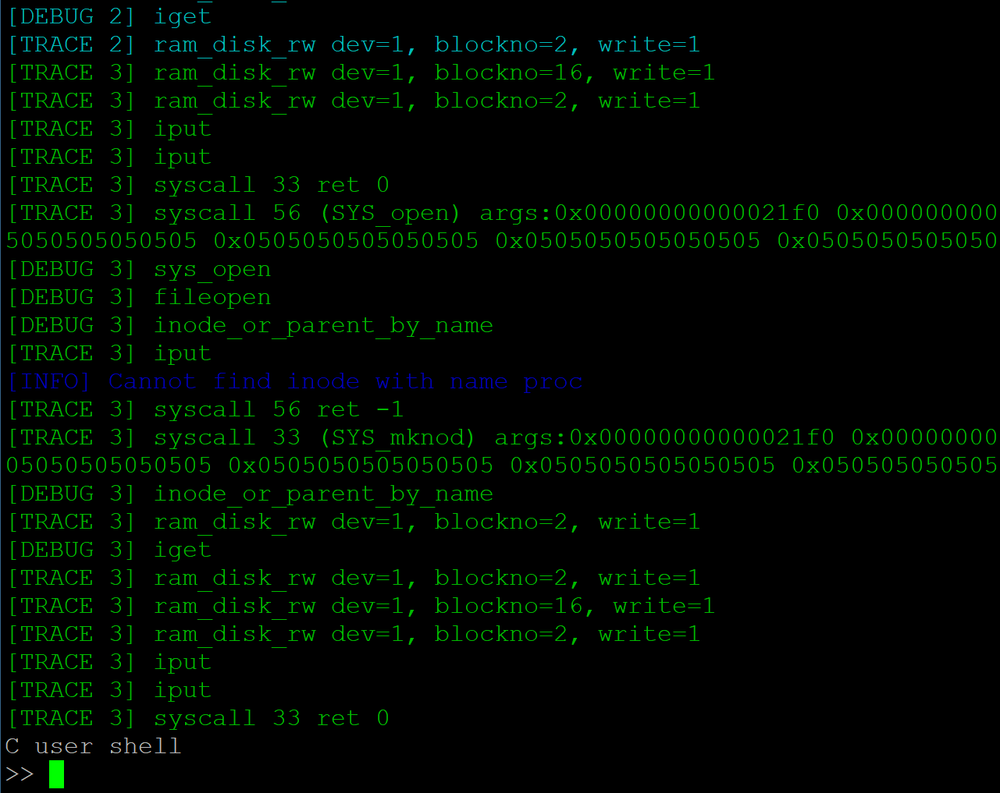 [DEBUG 2] iget
[TRACE 2] ram_disk_rw dev=1, blockno=2, write=1
[TRACE 3] ram_disk_rw dev=1, blockno=16, write=1
[TRACE 3] ram_disk_rw dev=1, blockno=2, write=1
[TRACE 3] iput
[TRACE 3] iput
[TRACE 3] syscall 33 ret 0
[TRACE 3] syscall 56 (SYS_open) args:0x00000000000021f0 0x000000000
5050505050505 0x0505050505050505 0x0505050505050505 0x0505050505050
[DEBUG 3] sys_open
[DEBUG 3] fileopen
[DEBUG 3] inode_or_parent_by_name
[TRACE 3] iput
[INFO] Cannot find inode with name proc
[TRACE 3] syscall 56 ret -1
[TRACE 3] syscall 33 (SYS_mknod) args:0x00000000000021f0 0x00000000
05050505050505 0x0505050505050505 0x0505050505050505 0x050505050505
[DEBUG 3] inode_or_parent_by_name
[TRACE 3] ram_disk_rw dev=1, blockno=2, write=1
[DEBUG 3] iget
[TRACE 3] ram_disk_rw dev=1, blockno=2, write=1
[TRACE 3] ram_disk_rw dev=1, blockno=16, write=1
[TRACE 3] ram_disk_rw dev=1, blockno=2, write=1
[TRACE 3] iput
[TRACE 3] iput
[TRACE 3] syscall 33 ret 0
C user shell
>>